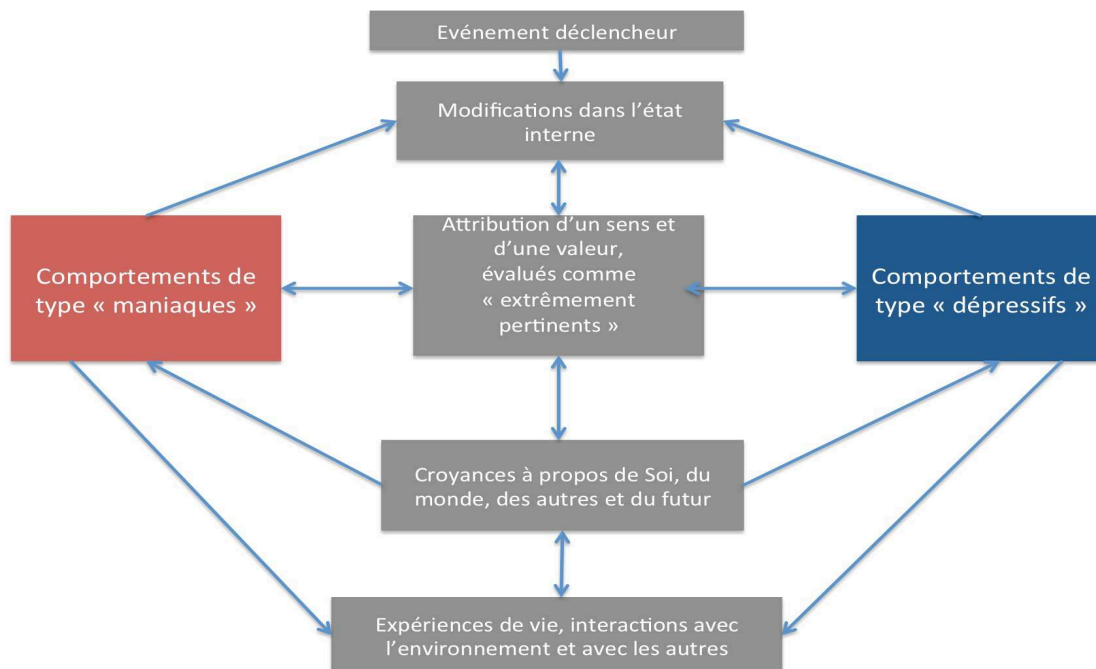 Evénement déclencheur
Modifications dans l’état
interne
Attribution d’un sens et
d’une valeur,
évalués comme
« extrêmement
pertinents »
Comportements de
type « maniaques »
Comportements de
type « dépressifs »
Croyances à propos de Soi, du
monde, des autres et du futur
Expériences de vie, interactions avec
l’environnement et avec les autres